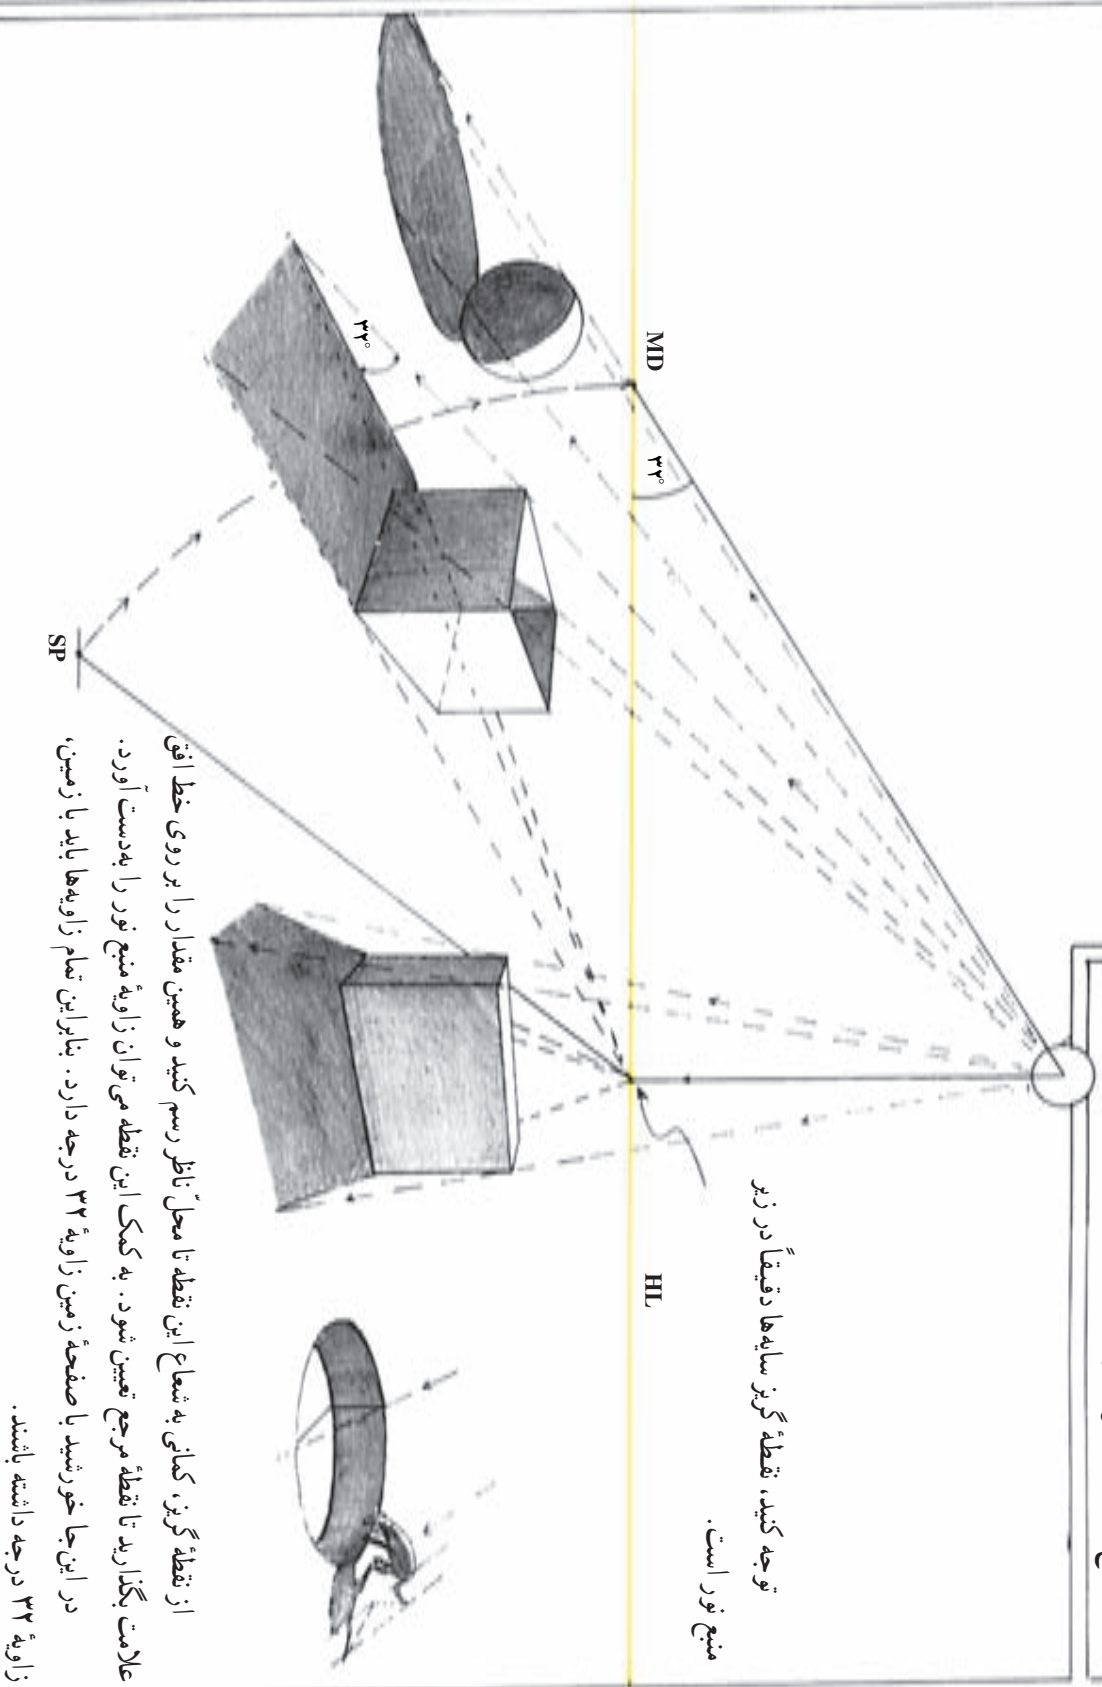 MD
۳۲°
۳۲°
SP
HL
توجه کنید، نقطهٔ گریز سایه‌ها دقیقاً در زیر
منبع نور است.
از نقطهٔ گریز، کمانی به شعاع این نقطه تا محلّ ناظر رسم کنید و همین مقدار را بر روی خط افق
علامت بگذارید تا نقطهٔ مرجع تعیین شود. به کمک این نقطه می‌توان زاویهٔ منبع نور را به‌دست آورد.
در این‌جا خورشید با صفحهٔ زمین زاویهٔ ۳۲ درجه دارد. بنابراین تمام زاویه‌ها باید با زمین،
زاویهٔ ۳۲ درجه داشته باشند.